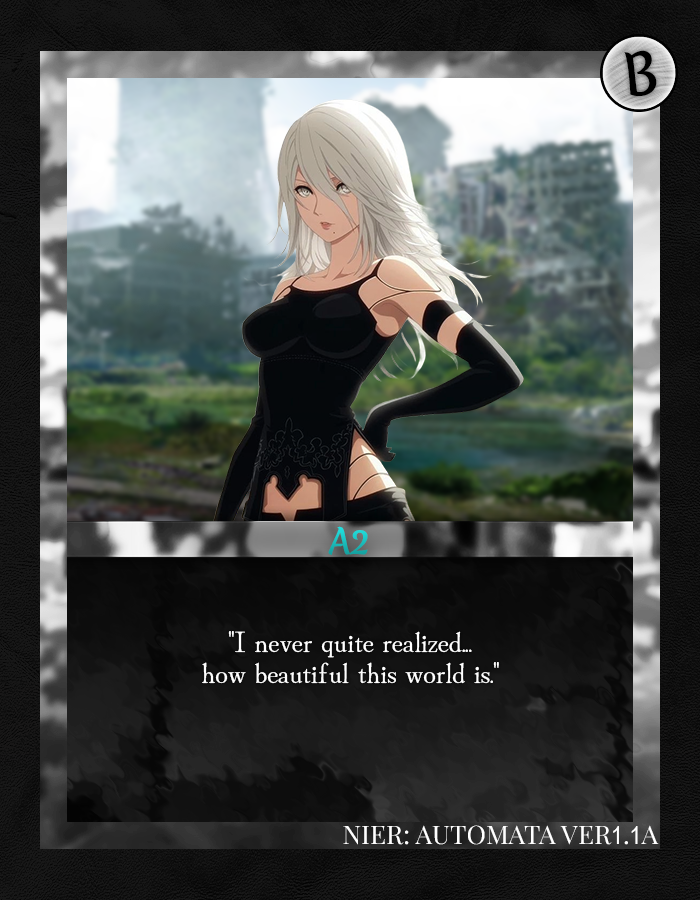 B
A2
"I never quite realized...
how beautiful this world is."
NIER: AUTOMATA VER1.1A